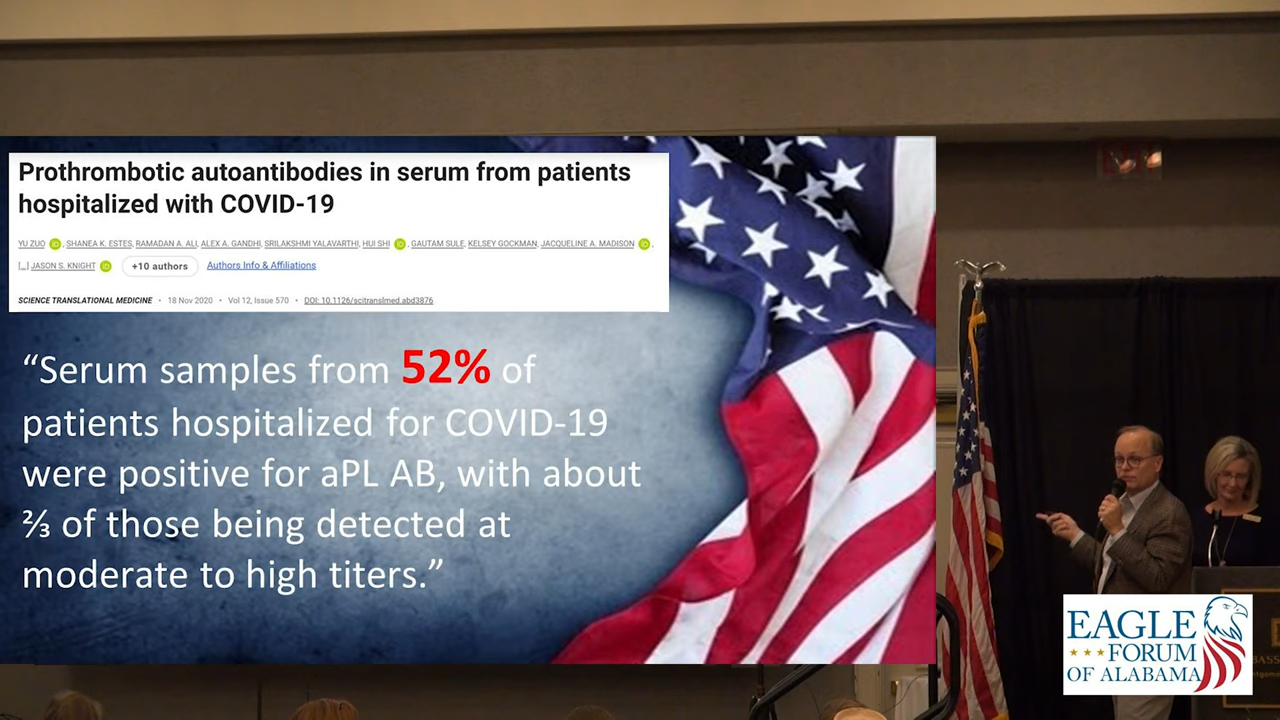 Prothrombotic autoantibodies in serum from patients
hospitalized with COVID-19
YU ZUO iD, SHANEA K. ESTES, RAMADAN A. ALI, ALEX A. GANDHI, SRILAKSHMI YALAVARTHI, HUI SHI iD, GAUTAM SULE, KELSEY GOCKMAN, JACQUELINE A. MADISON iD,
[...] JASON S. KNIGHT iD +10 authors Authors Info & Affiliations
SCIENCE TRANSLATIONAL MEDICINE • 18 Nov 2020 • Vol 12, Issue 570 • DOI: 10.1126/scitranslmed.abd3876
“Serum samples from 52% of
patients hospitalized for COVID-19
were positive for aPL AB, with about
⅔ of those being detected at
moderate to high titers.”
EAGLE
FORUM
OF ALABAMA